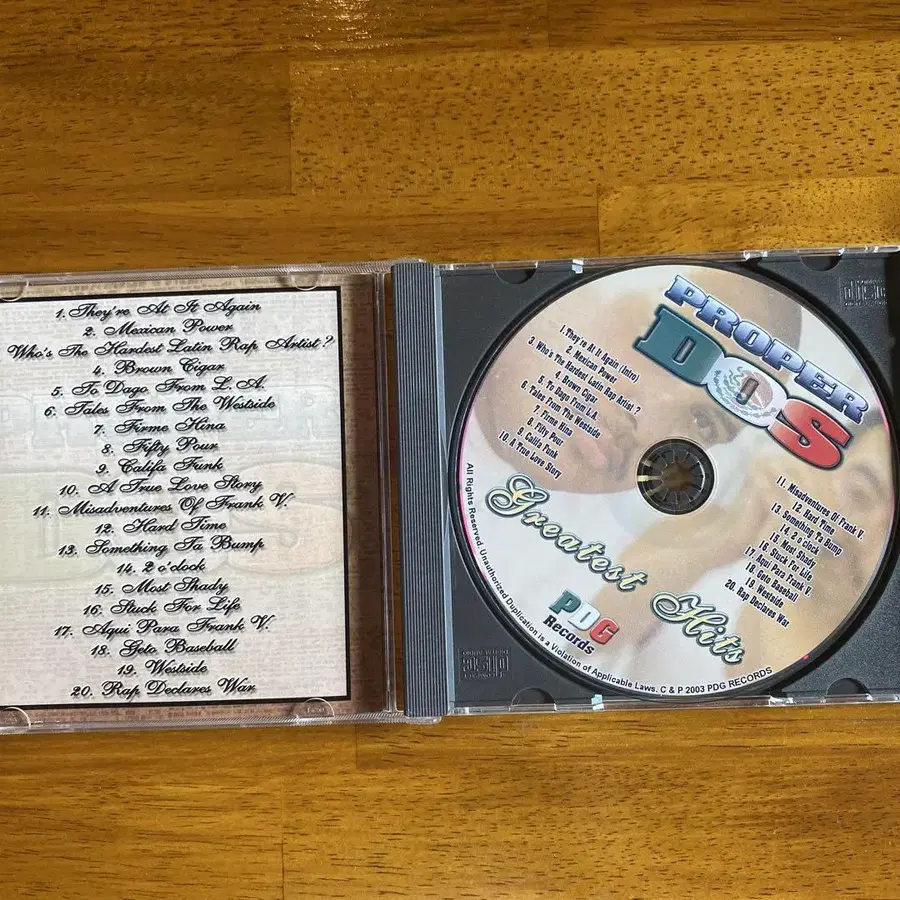 1. They're At It Again
2. Mexican Power
Who's The Hardest Latin Rap Artist?
4. Brown Cigar
5. To Dago From L.A.
6. Tales From The Westside
7. Firme Hina
8. Fifty Pour
9. Califa Funk
10. A True Love Story
11. Misadventures Of Frank V.
12. Hard Time
13. Something Ta Bump
14. 2 o'clock
15. Most Shady
16. Stuck For Life
17. Aqui Para Frank V.
18. Geto Baseball
19. Westside
20. Rap Declares War
PROPER
DOS
1. They're At It Again (Intro)
2. Mexican Power
3. Who's The Hardest Latin Rap Artist ?
4. Brown Cigar
5. To Dago From L.A.
6. Tales From The Westside
7. Firme Hina
8. Fifty Pour
9. Califa Funk
10. A True Love Story
11. Misadventures Of Frank V.
12. Hard Time
13. Something Ta Bump
14. 2 o'clock
15. Most Shady
16. Stuck For Life
17. Aqui Para Frank V.
18. Geto Baseball
19. Westside
20. Rap Declares War
Greatest Hits
PDG
Records
All Rights Reserved. Unauthorized Duplication is a Violation of Applicable Laws. C & P 2003 PDG RECORDS